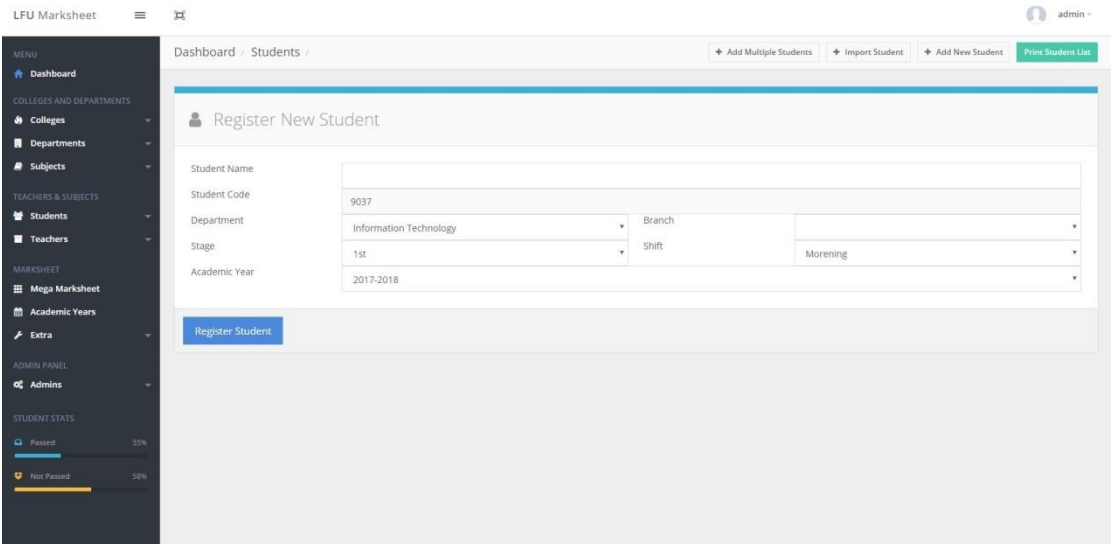 LFU Marksheet
admin
MENU
Dashboard
COLLEGES AND DEPARTMENTS
Colleges
Departments
Subjects
TEACHERS & SUBJECTS
Students
Teachers
MARKSHEET
Mega Marksheet
Academic Years
Extra
ADMIN PANEL
Admins
STUDENT STATS
Passed 35%
Not Passed 58%
Dashboard / Students /
+ Add Multiple Students + Import Student + Add New Student Print Student List
Register New Student
Student Name
Student Code 9037
Department Information Technology Branch
Stage 1st Shift Morening
Academic Year 2017-2018
Register Student